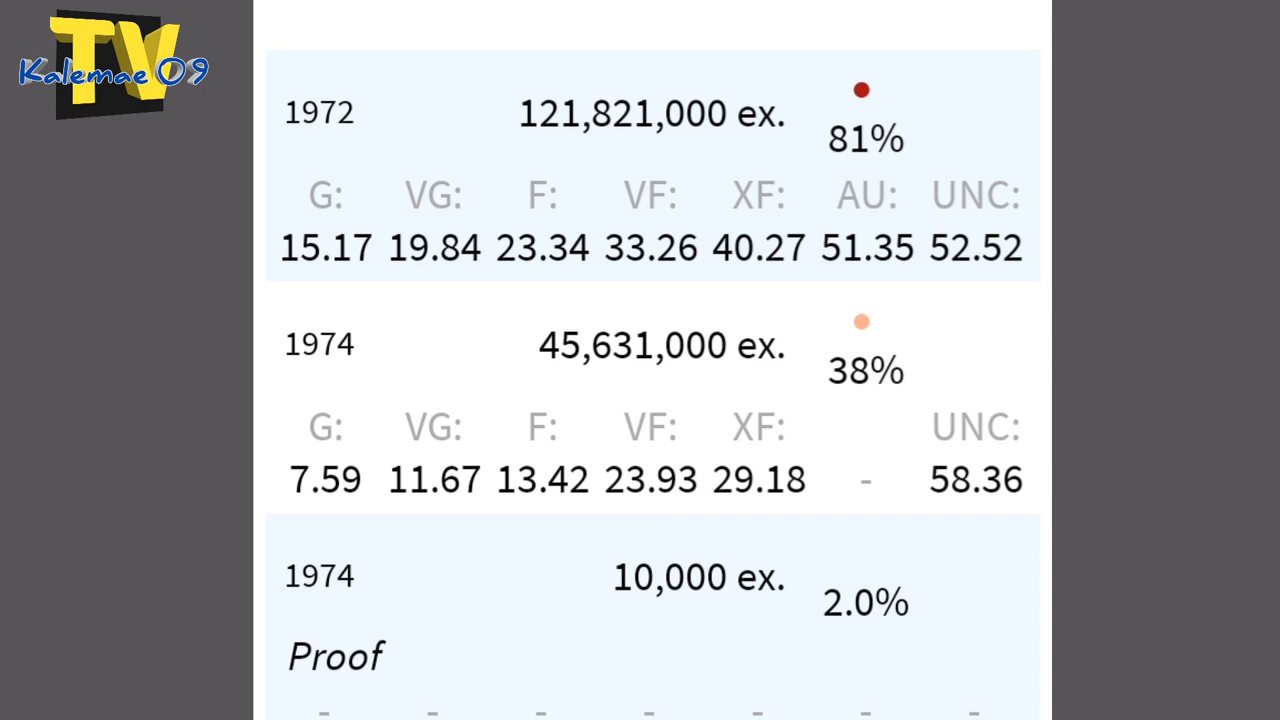 TV
Kalemae 09
1972 121,821,000 ex. 81%
G: VG: F: VF: XF: AU: UNC:
15.17 19.84 23.34 33.26 40.27 51.35 52.52
1974 45,631,000 ex. 38%
G: VG: F: VF: XF: UNC:
7.59 11.67 13.42 23.93 29.18 - 58.36
1974 10,000 ex. 2.0%
Proof
- - - - - - -